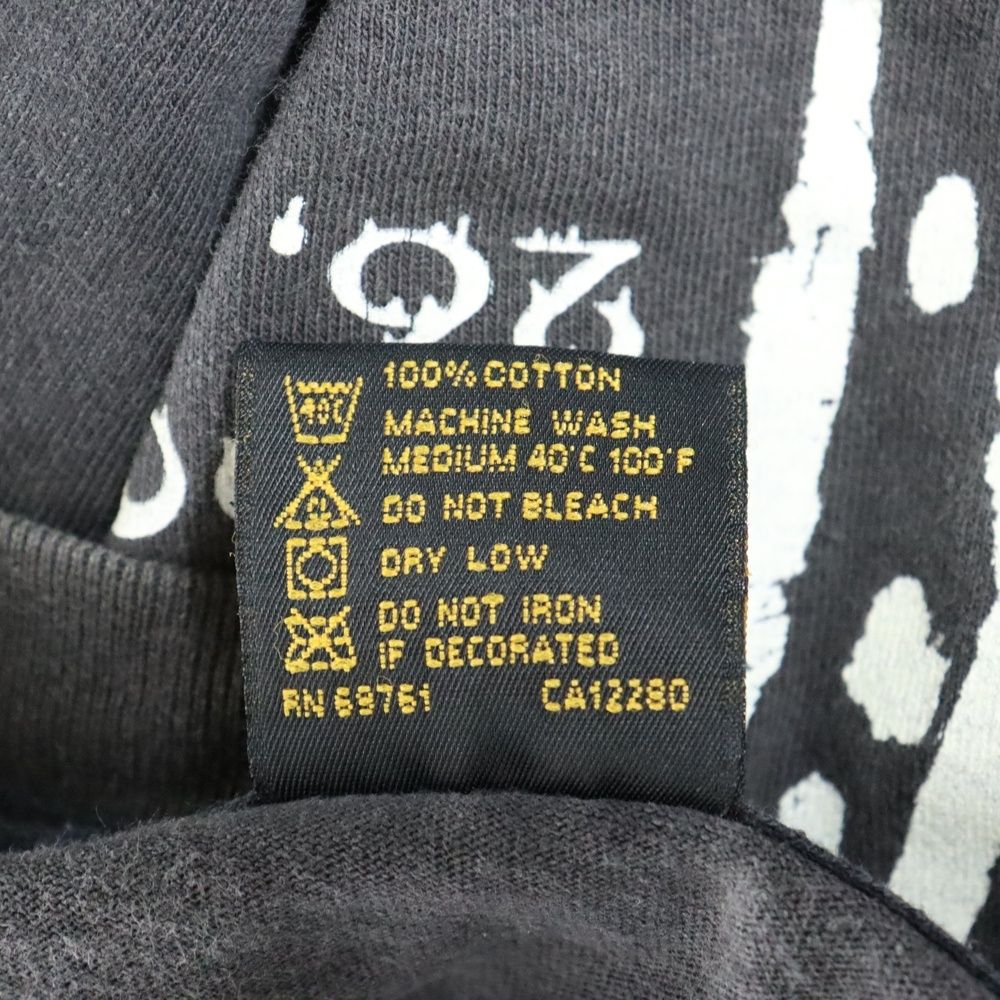 100% COTTON
40C
MACHINE WASH
MEDIUM 40°C 100°F
DO NOT BLEACH
DRY LOW
DO NOT IRON
IF DECORATED
RN 69761 CA12280